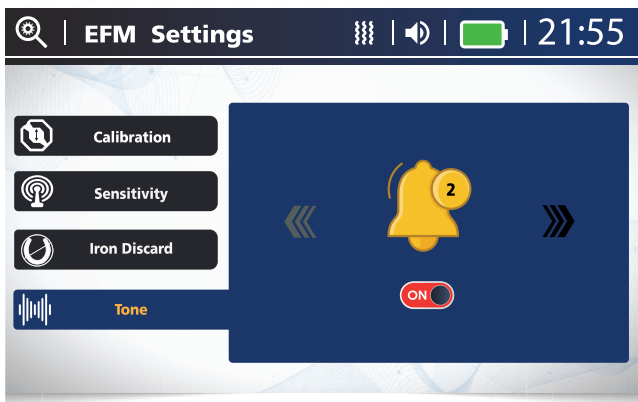 EFM Settings 21:55
Calibration
Sensitivity
Iron Discard
Tone
2
ON